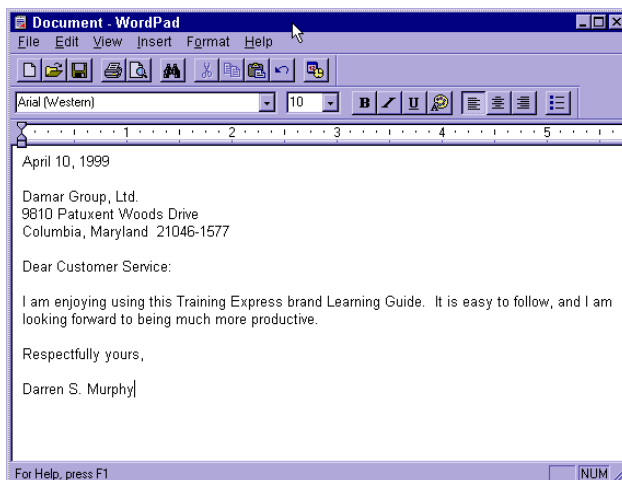 Document - WordPad
File Edit View Insert Format Help
Arial (Western) 10 B I U
1 2 3 4 5
April 10, 1999
Damar Group, Ltd.
9810 Patuxent Woods Drive
Columbia, Maryland  21046-1577
Dear Customer Service:
I am enjoying using this Training Express brand Learning Guide.  It is easy to follow, and I am
looking forward to being much more productive.
Respectfully yours,
Darren S. Murphy
For Help, press F1 NUM